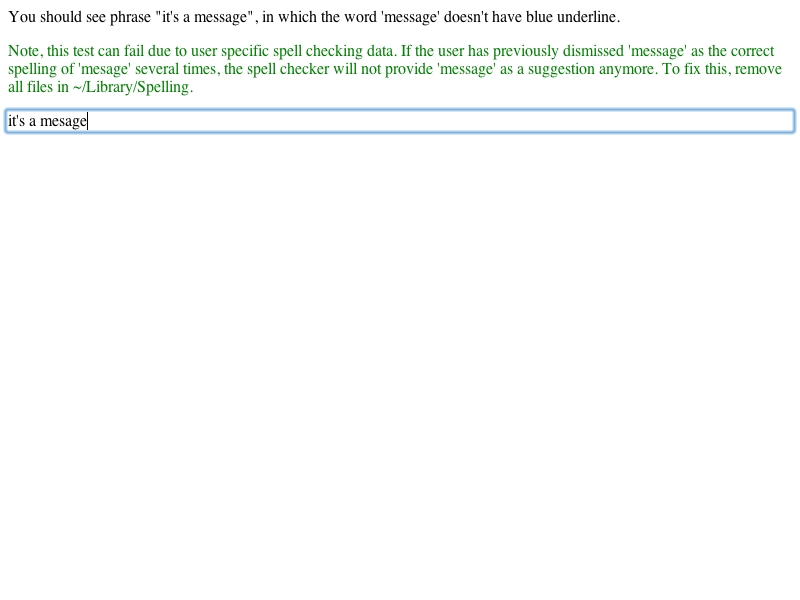 You should see phrase "it's a message", in which the word 'message' doesn't have blue underline.
Note, this test can fail due to user specific spell checking data. If the user has previously dismissed 'message' as the correct
spelling of 'mesage' several times, the spell checker will not provide 'message' as a suggestion anymore. To fix this, remove
all files in ~/Library/Spelling.
it's a mesage